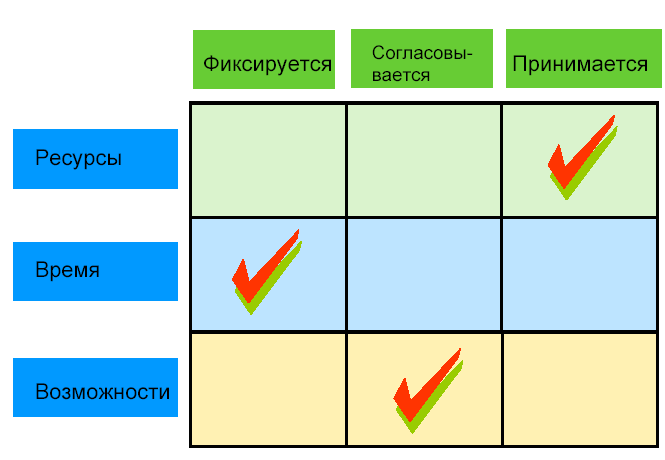 Фиксируется
Согласовы-
вается
Принимается
Ресурсы
Время
Возможности